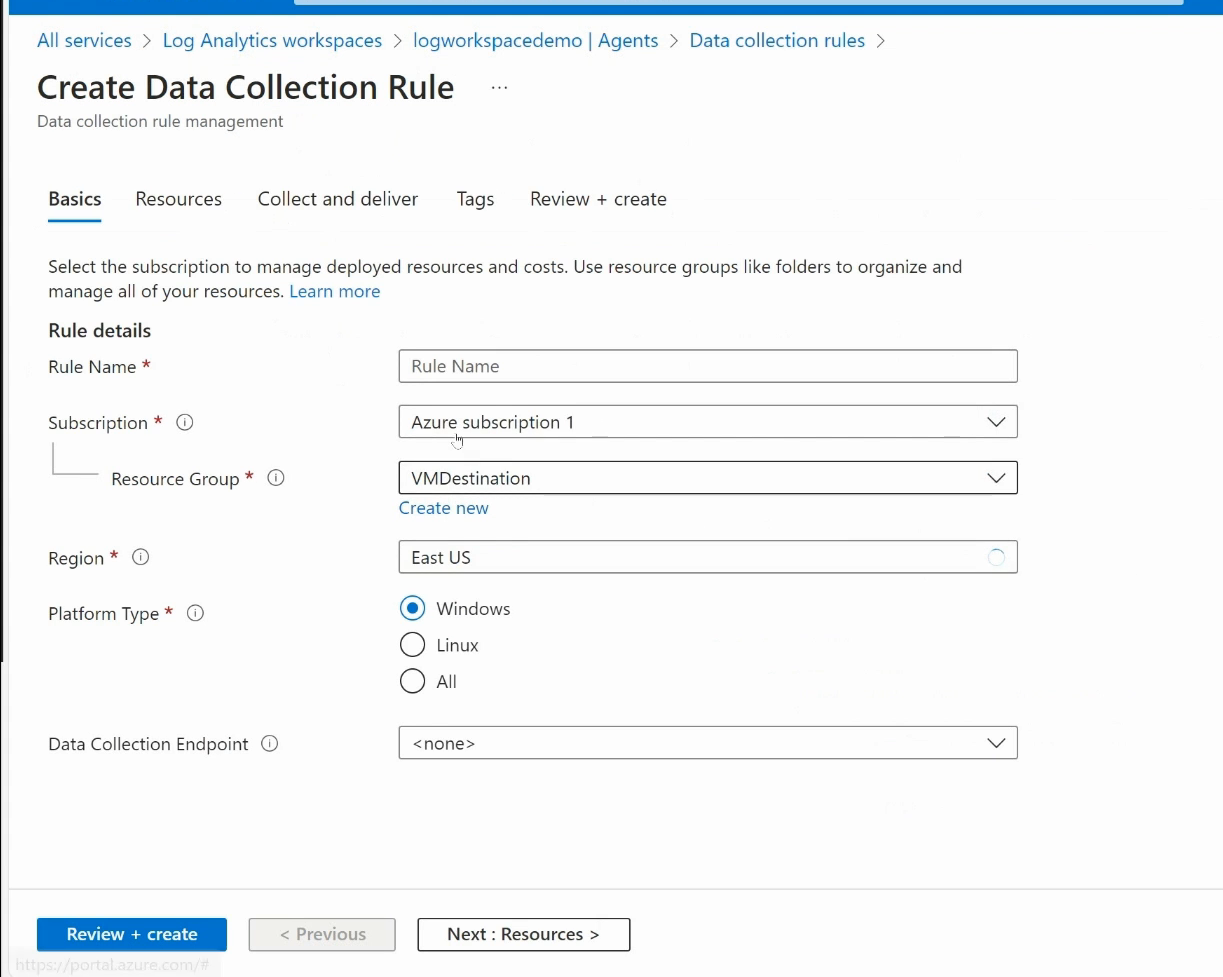 All services > Log Analytics workspaces > logworkspacedemo | Agents > Data collection rules >
Create Data Collection Rule ...
Data collection rule management
Basics Resources Collect and deliver Tags Review + create
Select the subscription to manage deployed resources and costs. Use resource groups like folders to organize and
manage all of your resources. Learn more
Rule details
Rule Name * Rule Name
Subscription * Azure subscription 1
Resource Group * VMDestination
Create new
Region * East US
Platform Type * Windows
Linux
All
Data Collection Endpoint <none>
Review + create < Previous Next : Resources >
https://portal.azure.com/#